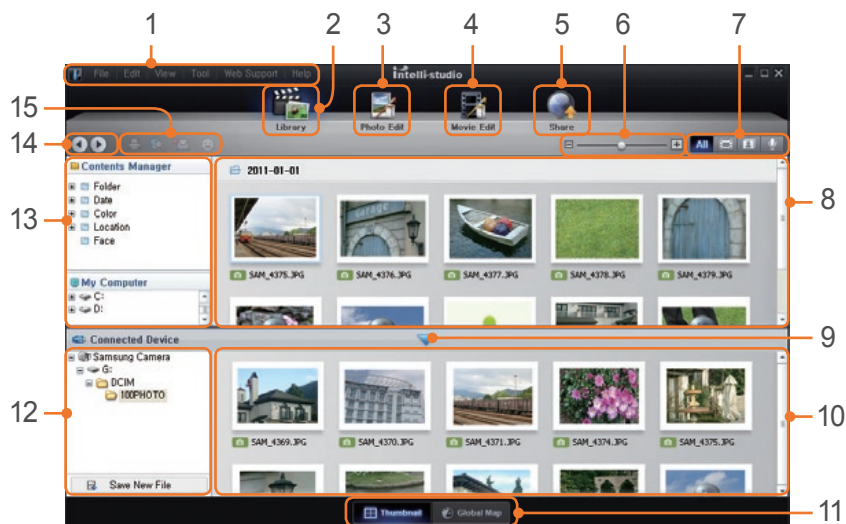 1 2 3 4 5 6 7
File Edit View Tool Web Support Help
intelli-studio
Library Photo Edit Movie Edit Share
15
14
All
Contents Manager
Folder
Date
Color
Location
Face
My Computer
C:
D:
13
2011-01-01
SAM_4375.JPG SAM_4376.JPG SAM_4377.JPG SAM_4378.JPG SAM_4379.JPG
8
Connected Device
9
Samsung Camera
G:
DCIM
100PHOTO
12
Save New File
Garage
SAM_4369.JPG SAM_4370.JPG SAM_4371.JPG SAM_4374.JPG SAM_4375.JPG
10
Thumbnail Global Map
11